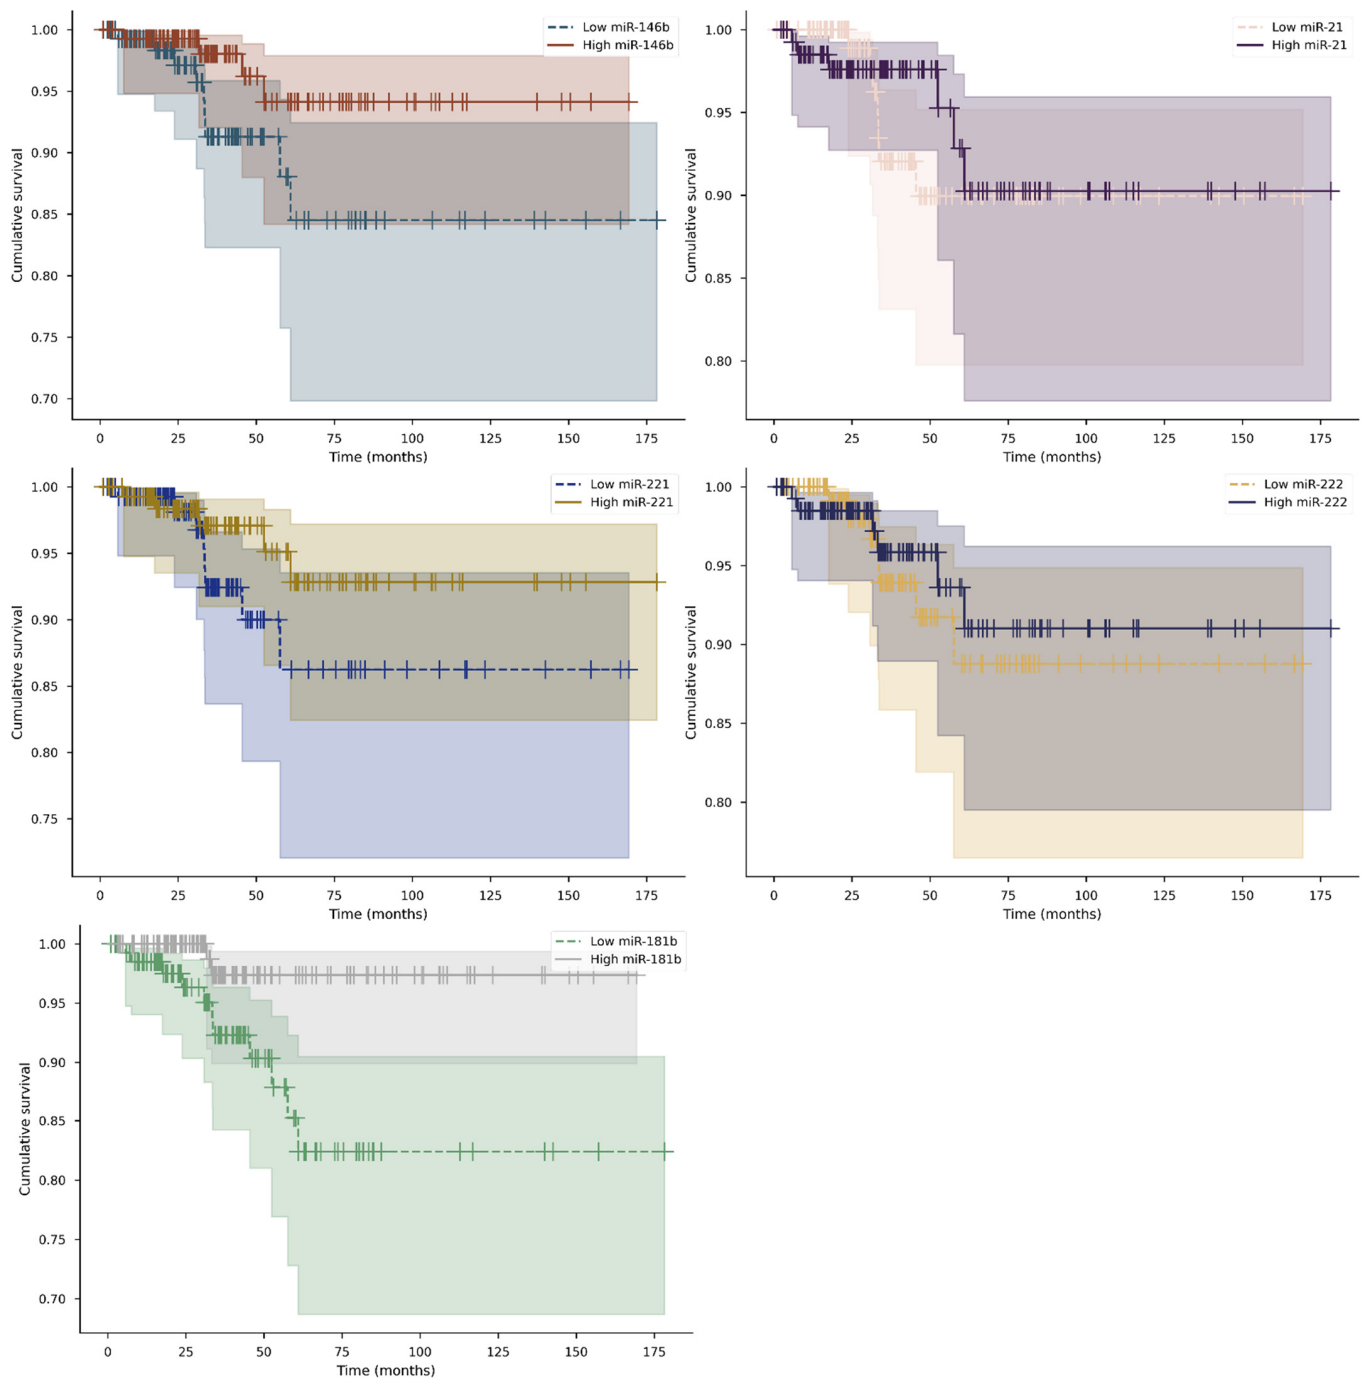 Low miR-146b
High miR-146b
1.00
0.95
0.90
0.85
0.80
0.75
0.70
Cumulative survival
0 25 50 75 100 125 150 175
Time (months)
Low miR-21
High miR-21
1.00
0.95
0.90
0.85
0.80
Cumulative survival
0 25 50 75 100 125 150 175
Time (months)
Low miR-221
High miR-221
1.00
0.95
0.90
0.85
0.80
0.75
Cumulative survival
0 25 50 75 100 125 150 175
Time (months)
Low miR-222
High miR-222
1.00
0.95
0.90
0.85
0.80
Cumulative survival
0 25 50 75 100 125 150 175
Time (months)
Low miR-181b
High miR-181b
1.00
0.95
0.90
0.85
0.80
0.75
0.70
Cumulative survival
0 25 50 75 100 125 150 175
Time (months)